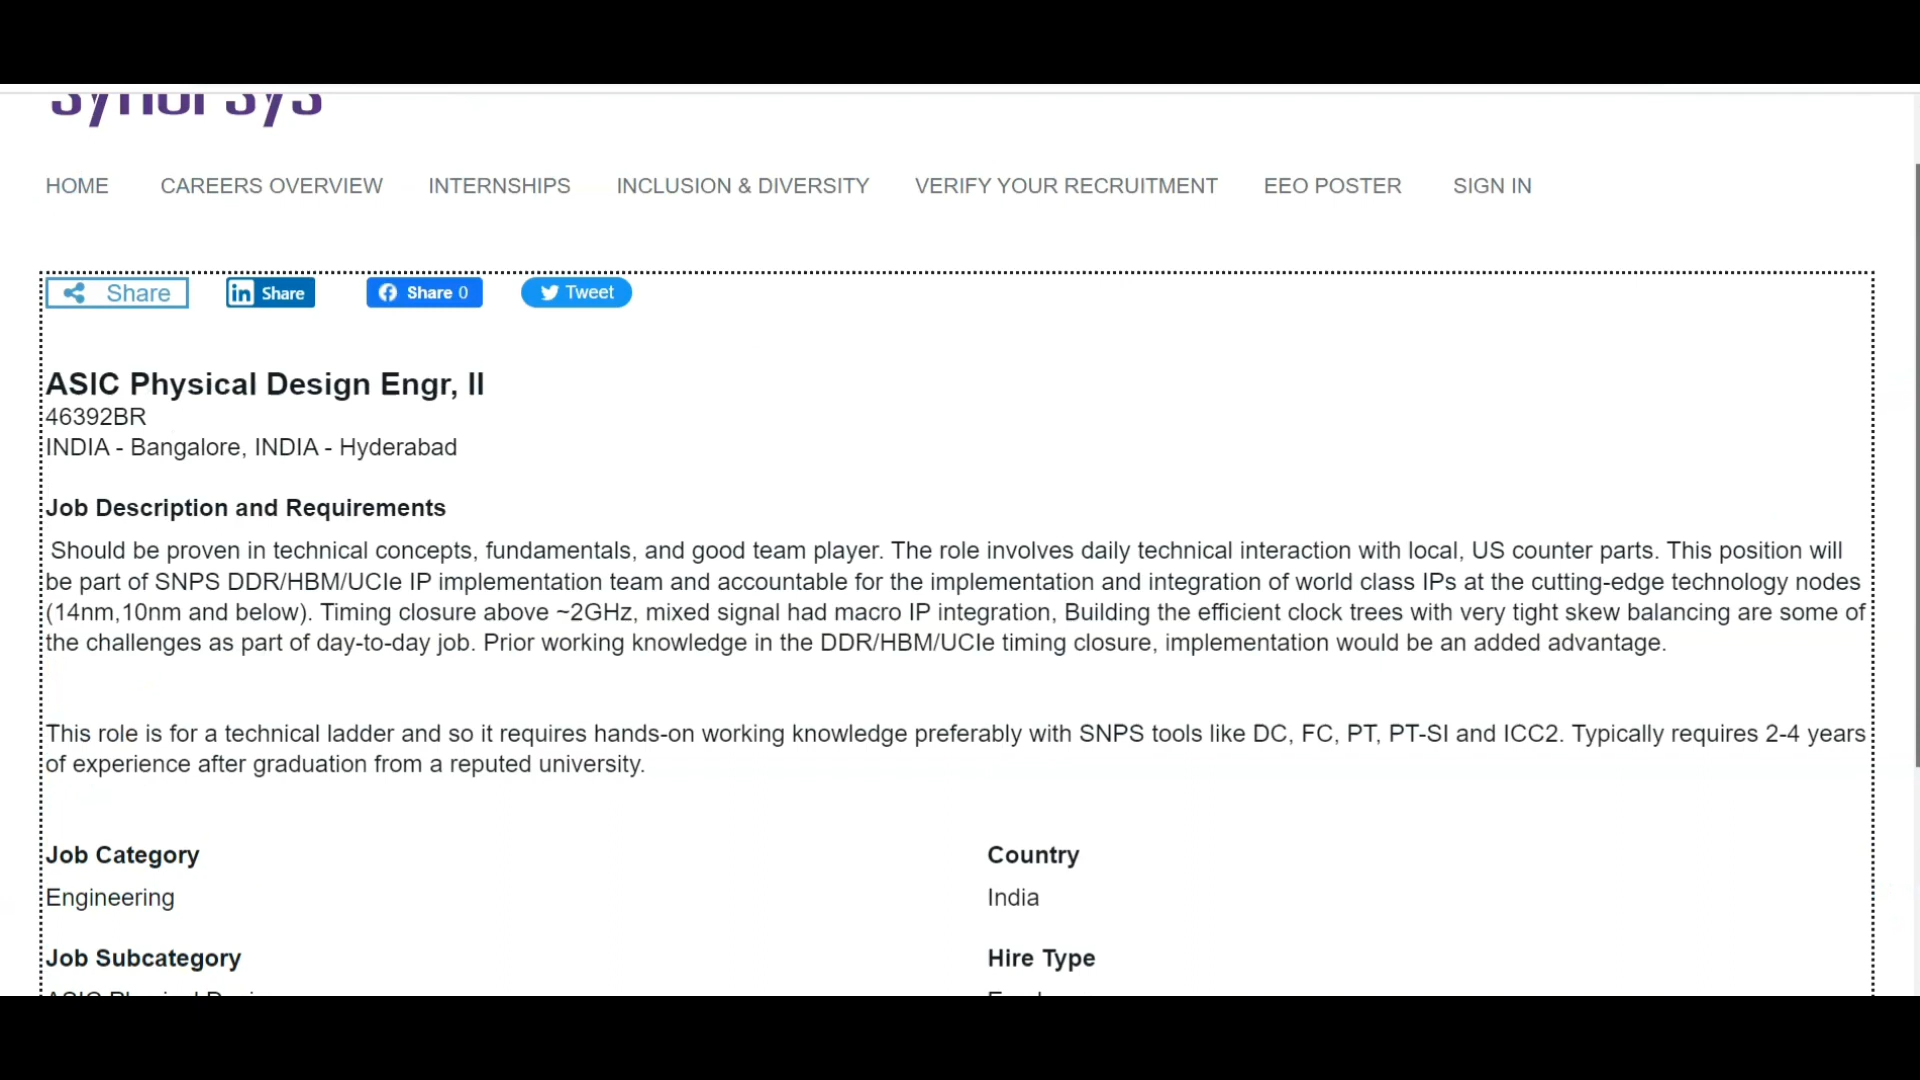 synopsys
HOME CAREERS OVERVIEW INTERNSHIPS INCLUSION & DIVERSITY VERIFY YOUR RECRUITMENT EEO POSTER SIGN IN
Share in Share Share 0 Tweet
ASIC Physical Design Engr, II
46392BR
INDIA - Bangalore, INDIA - Hyderabad
Job Description and Requirements
Should be proven in technical concepts, fundamentals, and good team player. The role involves daily technical interaction with local, US counter parts. This position will
be part of SNPS DDR/HBM/UCIe IP implementation team and accountable for the implementation and integration of world class IPs at the cutting-edge technology nodes
(14nm,10nm and below). Timing closure above ~2GHz, mixed signal had macro IP integration, Building the efficient clock trees with very tight skew balancing are some of
the challenges as part of day-to-day job. Prior working knowledge in the DDR/HBM/UCIe timing closure, implementation would be an added advantage.
This role is for a technical ladder and so it requires hands-on working knowledge preferably with SNPS tools like DC, FC, PT, PT-SI and ICC2. Typically requires 2-4 years
of experience after graduation from a reputed university.
Job Category Country
Engineering India
Job Subcategory Hire Type